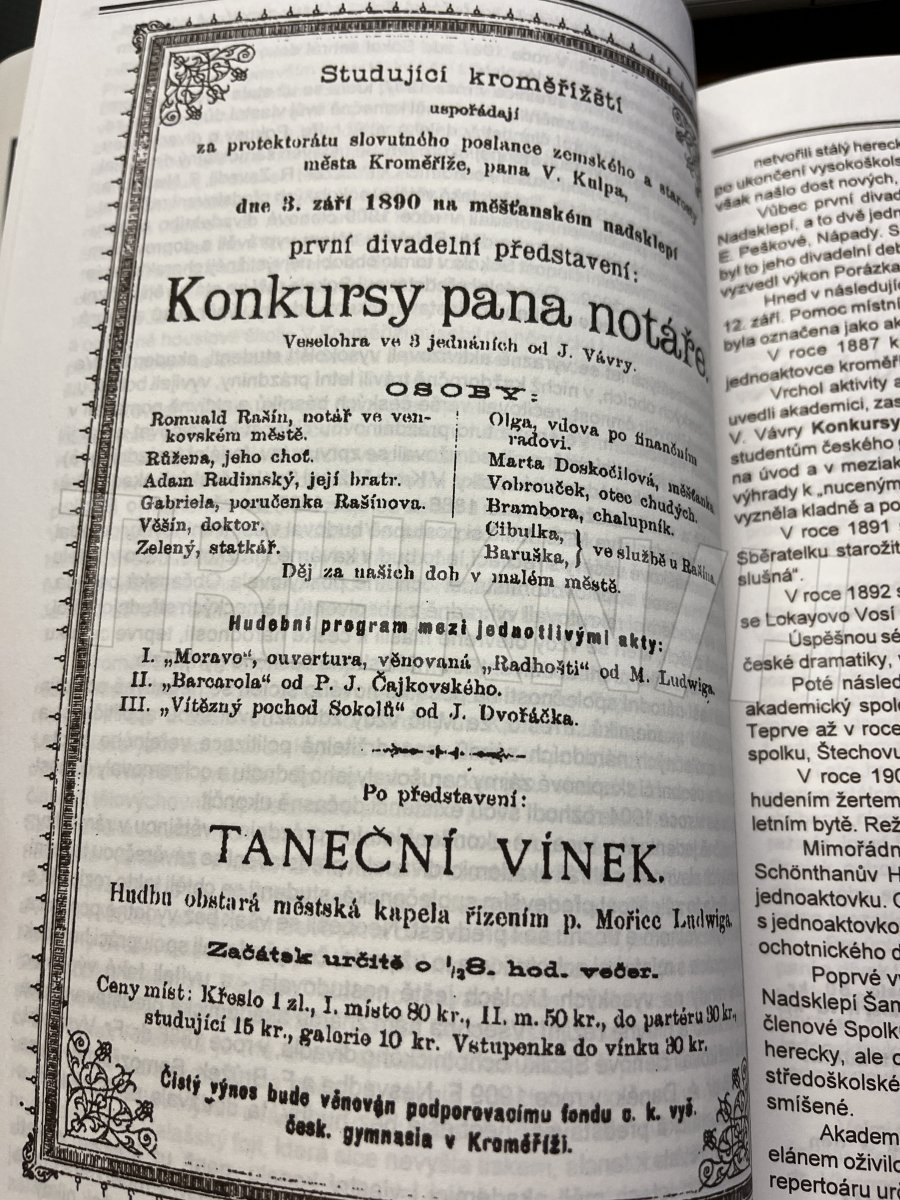 Studující kroměřížští
uspořádají
za protektorátu slovutného poslance zemského a starosty
města Kroměříže, pana V. Kulpa,
dne 3. září 1890 na měšťanském nadsklepí
první divadelní představení:
Konkursy pana notáře.
Veselohra ve 3 jednáních od J. Vávry.
OSOBY:
Romuald Rašín, notář ve ven-
kovském městě.
Růžena, jeho choť.
Adam Radimský, její bratr.
Gabriela, poručenka Rašínova.
Věšín, doktor.
Zelený, statkář.
Olga, vdova po finančním
radovi.
Marta Doskočilová, měšťanka
Vobrouček, otec chudých.
Brambora, chalupník.
Cibulka,
Baruška, } ve službě u Rašína.
Děj za našich dob v malém městě.
Hudební program mezi jednotlivými akty:
I. „Moravo“, ouvertura, věnovaná „Radhošti“ od M. Ludwiga.
II. „Barcarola“ od P. J. Čajkovského.
III. „Vítězný pochod Sokolů“ od J. Dvořáčka.
Po představení:
TANEČNÍ VÍNEK.
Hudbu obstará městská kapela řízením p. Mořice Ludwiga.
Začátek určitě o 1/28. hod. večer.
Ceny míst: Křeslo 1 zl., I. místo 80 kr., II. m. 50 kr., do partéru 30 kr.,
studující 15 kr., galerie 10 kr. Vstupenka do vínku 30 kr.
Čistý výnos bude věnován podporovacímu fondu c. k. vyš.
česk. gymnasia v Kroměříži.
netvořili stálý hereck
po ukončení vysokoškols
však našlo dost nových,
Vůbec první divad
Nadsklepí, a to dvě jedn
E. Peškové, Nápady. S
byl to jeho divadelní deb
vyzvedl výkon Porázka
Hned v následujíc
12. září. Pomoc místní
byla označena jako ak
V roce 1887 k
jednoaktovce kroměří
Vrchol aktivity a
uvedli akademici, zas
V. Vávry Konkursy
studentům českého g
na úvod a v meziak
výhrady k „nuceným
vyzněla kladně a po
V roce 1891
Sběratelku starožit
slušná“.
V roce 1892 s
se Lokayovo Vosí
Úspěšnou sé
české dramatiky, v
Poté násled
akademický spole
Teprve až v roce
spolku, Štechovu
V roce 190
hudením žertem
letním bytě. Rež
Mimořádn
Schönthanův H
jednoaktovku. C
s jednoaktovko
ochotnického d
Poprvé vy
Nadsklepí Šam
členové Spolku
herecky, ale c
středoškolské
smíšené.
Akadem
elánem oživilo
repertoáru urč